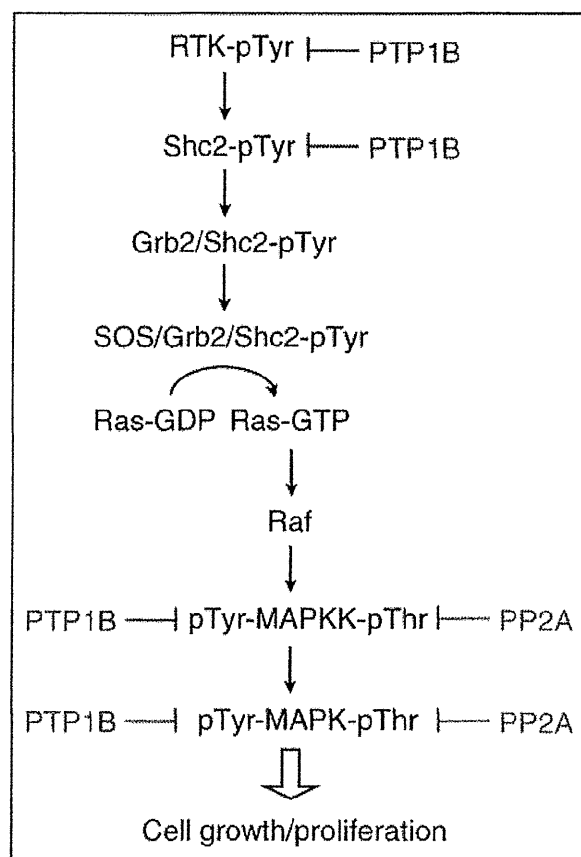 RTK-pTyr PTP1B
Shc2-pTyr PTP1B
Grb2/Shc2-pTyr
SOS/Grb2/Shc2-pTyr
Ras-GDP Ras-GTP
Raf
PTP1B pTyr-MAPKK-pThr PP2A
PTP1B pTyr-MAPK-pThr PP2A
Cell growth/proliferation